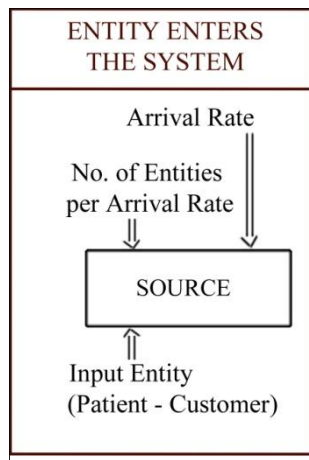 ENTITY ENTERS
THE SYSTEM
Arrival Rate
No. of Entities
per Arrival Rate
SOURCE
Input Entity
(Patient - Customer)